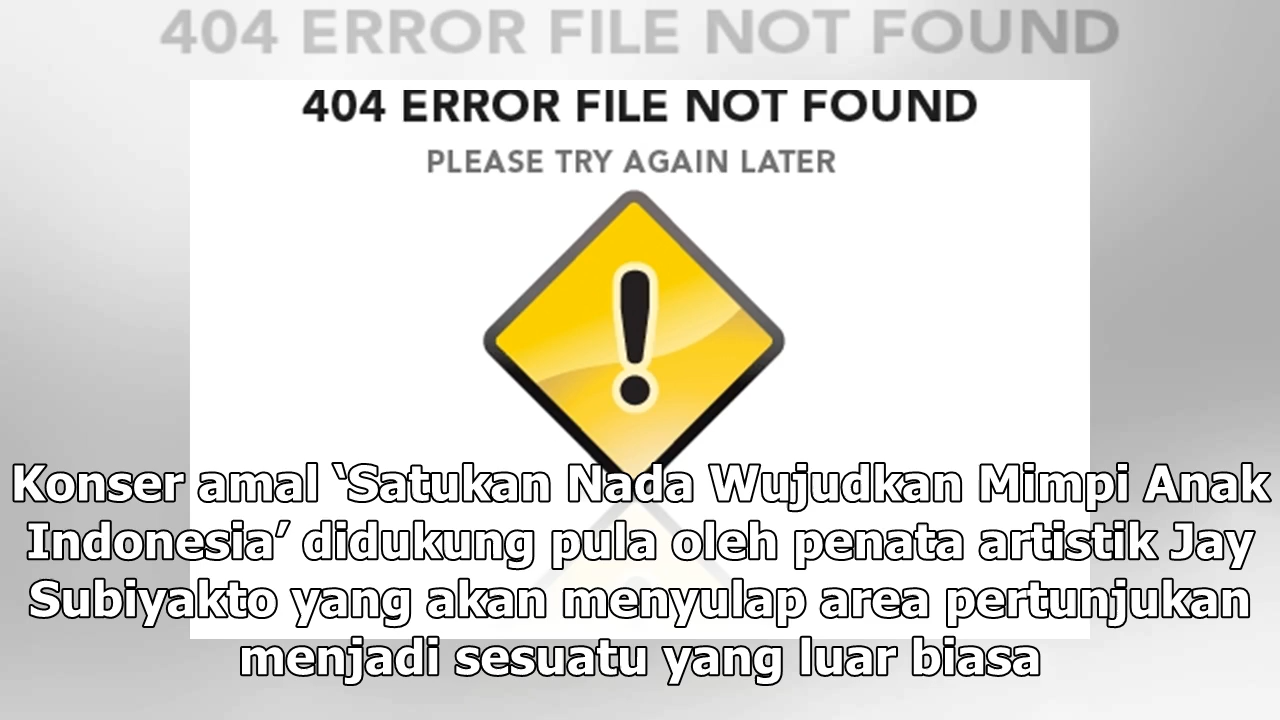 404 ERROR FILE NOT FOUND
404 ERROR FILE NOT FOUND
PLEASE TRY AGAIN LATER
Konser amal ‘Satukan Nada Wujudkan Mimpi Anak
Indonesia’ didukung pula oleh penata artistik Jay
Subiyakto yang akan menyulap area pertunjukan
menjadi sesuatu yang luar biasa